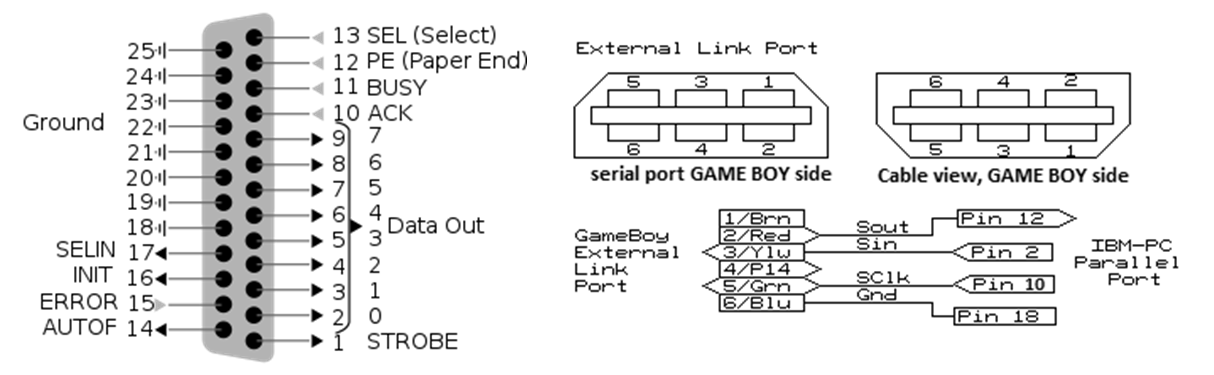 13 SEL (Select)
25
12 PE (Paper End)
24
11 BUSY
23
10 ACK
Ground
22
9 7
21
8 6
20
7 5
19
6 4
18
Data Out
5 3
SELIN 17
4 2
INIT 16
3 1
ERROR 15
2 0
AUTOF 14
1 STROBE
External Link Port
5 3 1
6 4 2
serial port GAME BOY side
6 4 2
5 3 1
Cable view, GAME BOY side
GameBoy
External
Link
Port
1/Brn
2/Red
3/Ylw
4/P14
5/Grn
6/Blu
Sout
Sin
SClk
Gnd
Pin 12
Pin 2
Pin 10
Pin 18
IBM-PC
Parallel
Port